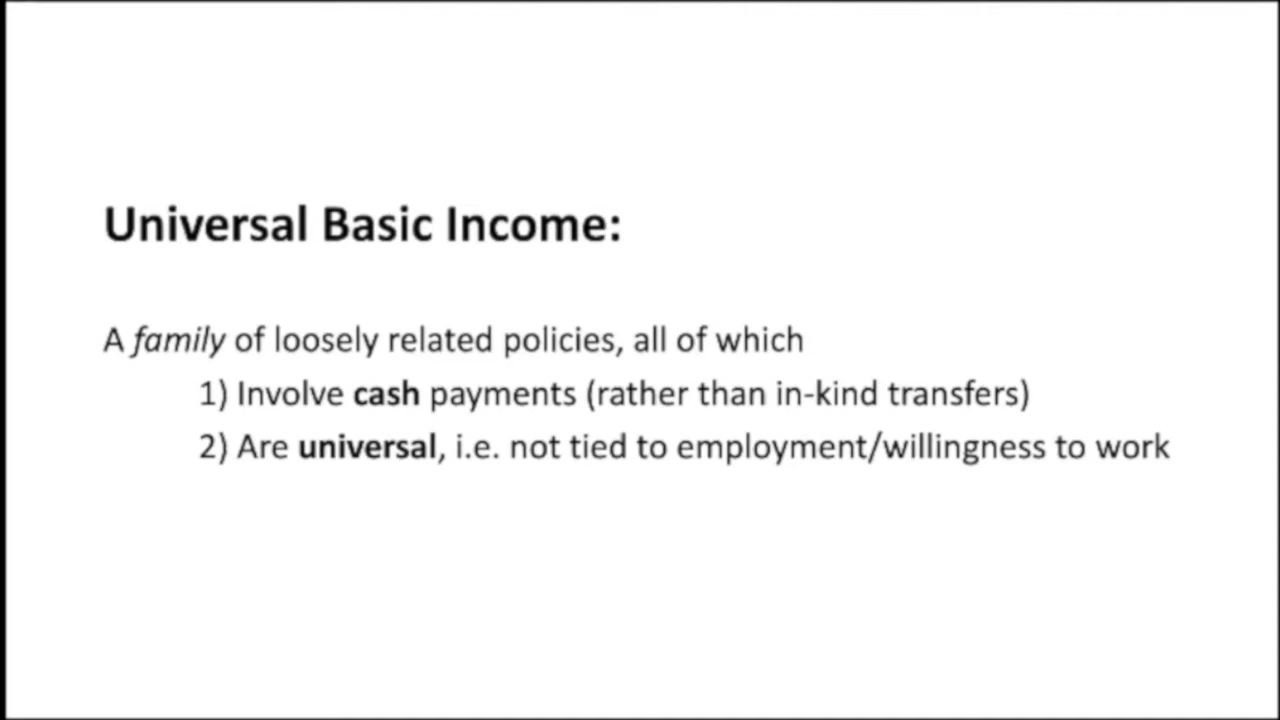 Universal Basic Income:
A family of loosely related policies, all of which
1) Involve cash payments (rather than in-kind transfers)
2) Are universal, i.e. not tied to employment/willingness to work